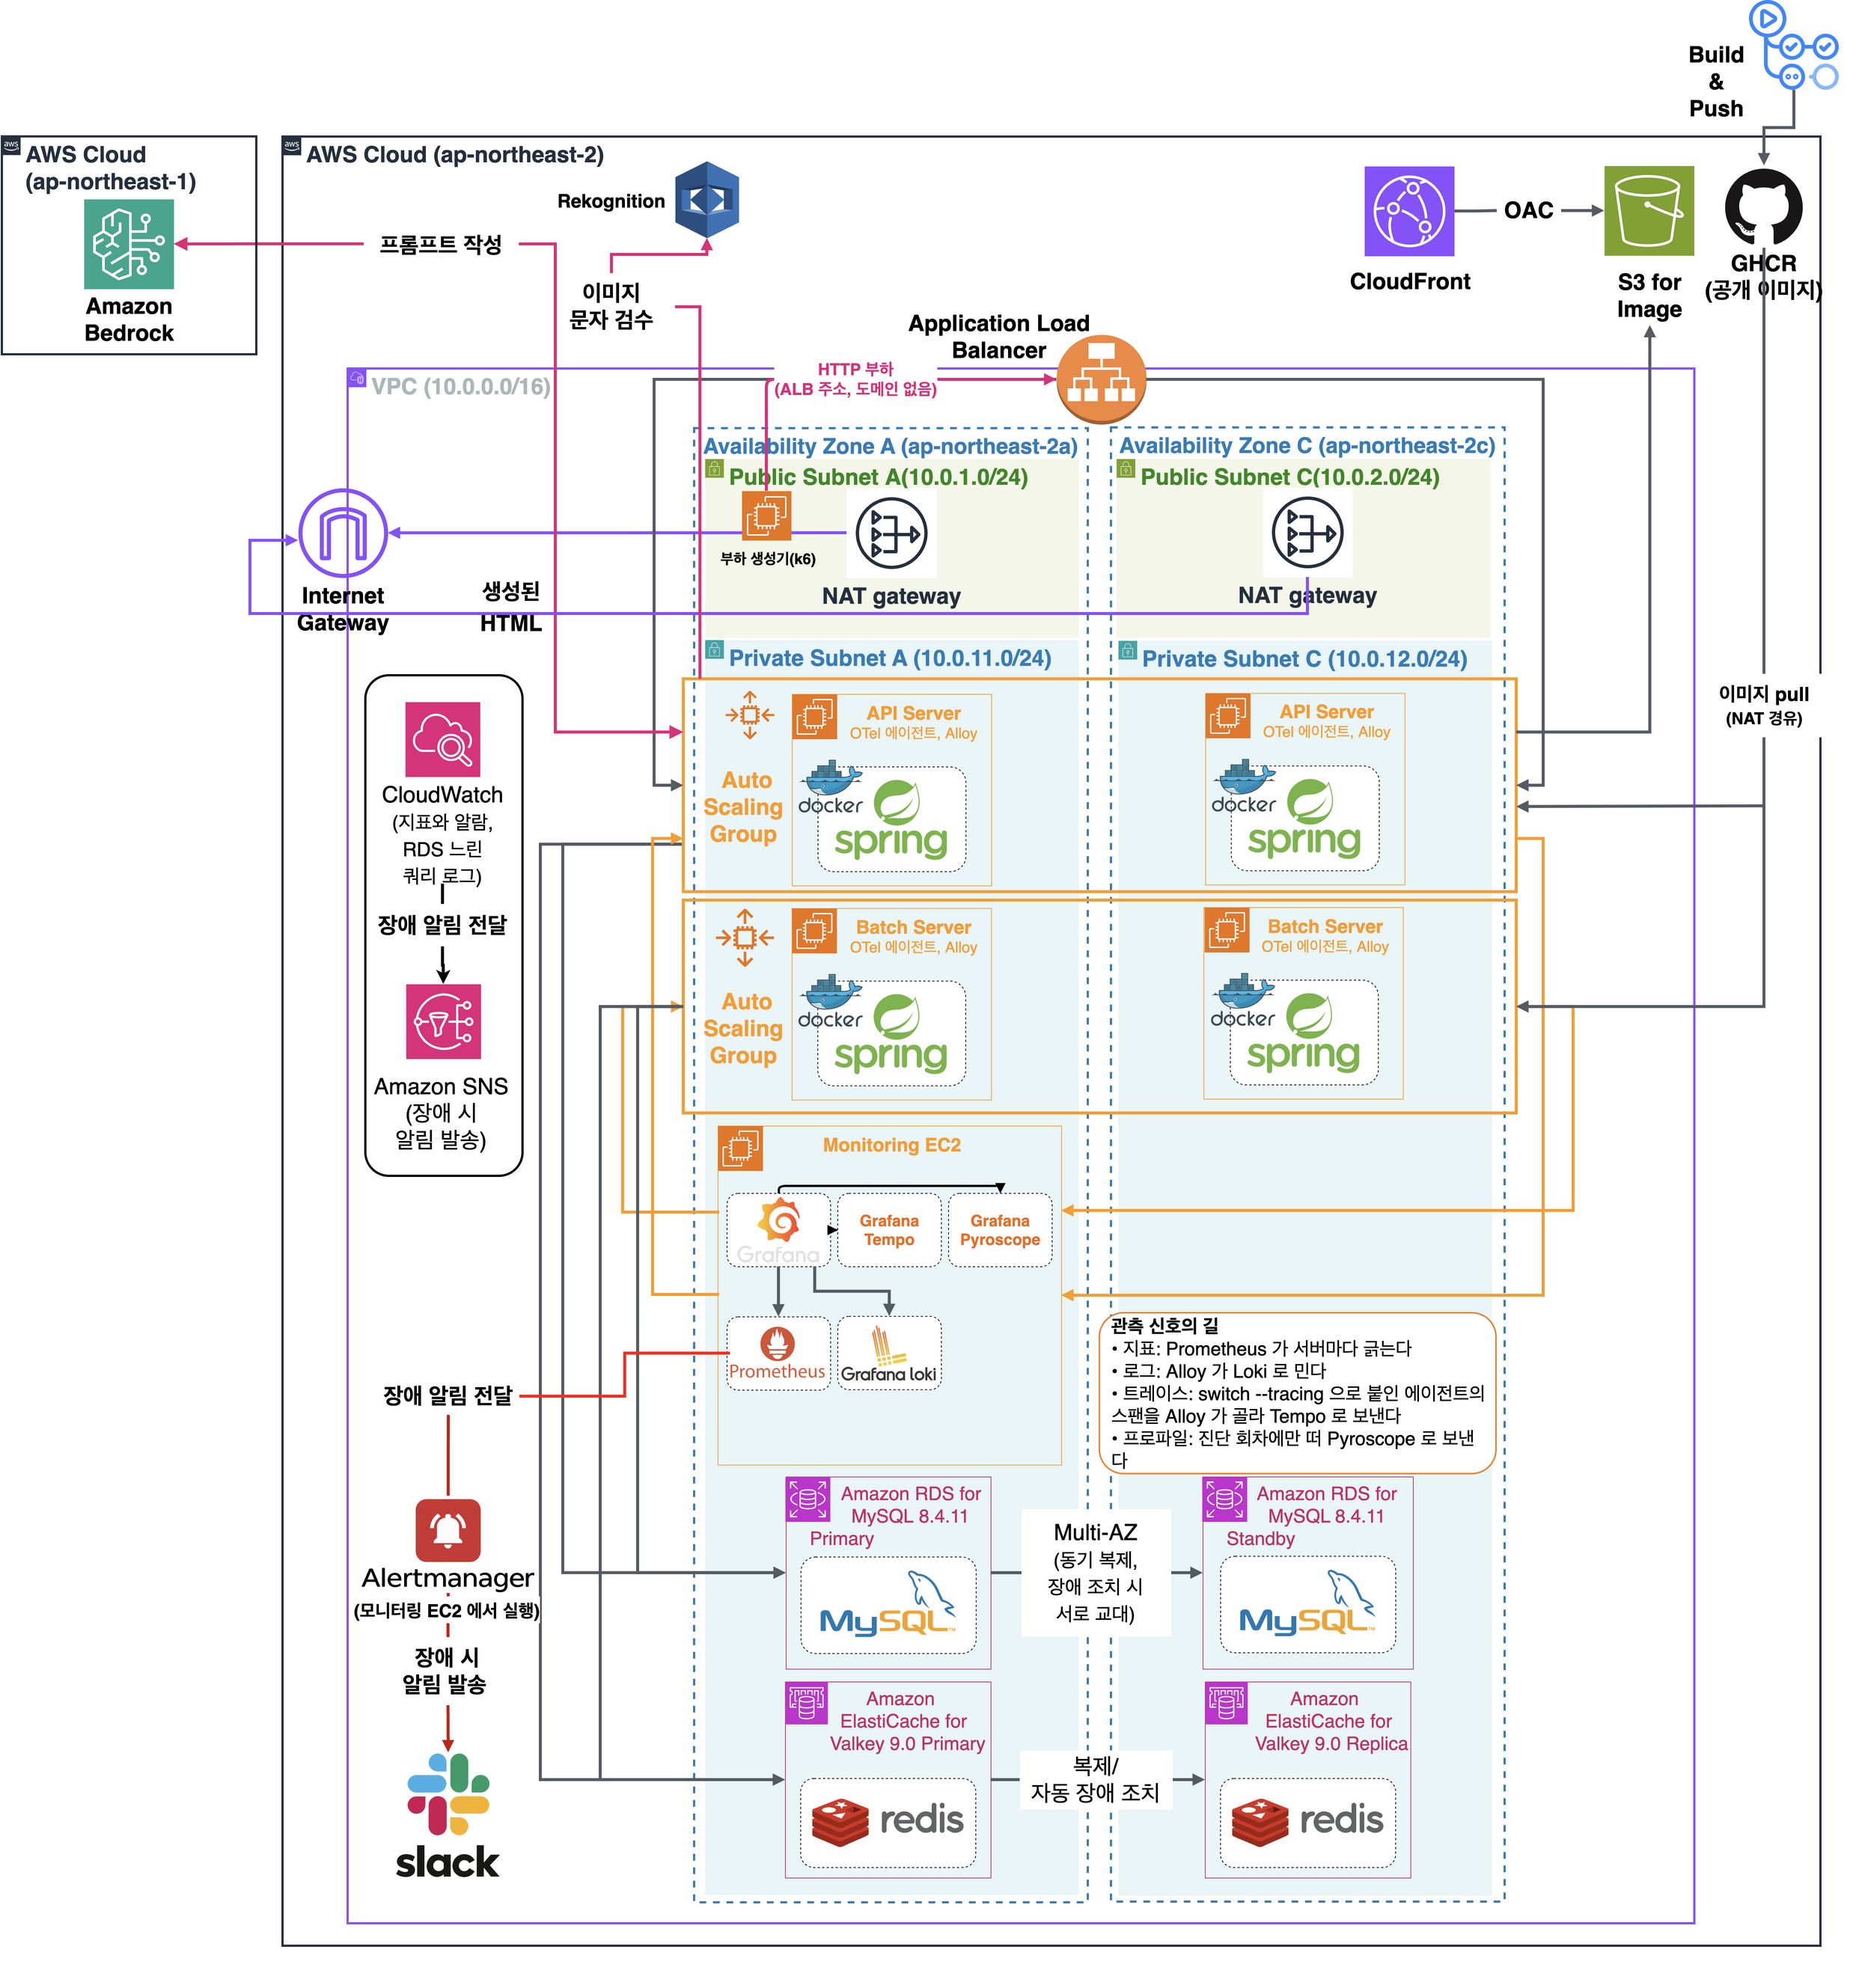 Build
&
Push
aws
AWS Cloud
(ap-northeast-1)
Amazon
Bedrock
프롬프트 작성
aws
AWS Cloud (ap-northeast-2)
Rekognition
이미지
문자 검수
CloudFront
OAC
S3 for
Image
GHCR
(공개 이미지)
Application Load
Balancer
HTTP 부하
(ALB 주소, 도메인 없음)
VPC (10.0.0.0/16)
Availability Zone A (ap-northeast-2a)
Public Subnet A(10.0.1.0/24)
부하 생성기(k6)
NAT gateway
Availability Zone C (ap-northeast-2c)
Public Subnet C(10.0.2.0/24)
NAT gateway
Internet
Gateway
생성된
HTML
Private Subnet A (10.0.11.0/24)
Private Subnet C (10.0.12.0/24)
이미지 pull
(NAT 경유)
Auto
Scaling
Group
API Server
OTel 에이전트, Alloy
docker
spring
API Server
OTel 에이전트, Alloy
docker
spring
Auto
Scaling
Group
Batch Server
OTel 에이전트, Alloy
docker
spring
Batch Server
OTel 에이전트, Alloy
docker
spring
CloudWatch
(지표와 알람,
RDS 느린
쿼리 로그)
장애 알림 전달
Amazon SNS
(장애 시
알림 발송)
Monitoring EC2
Grafana
Grafana
Tempo
Grafana
Pyroscope
Prometheus
Grafana loki
관측 신호의 길
• 지표: Prometheus 가 서버마다 긁는다
• 로그: Alloy 가 Loki 로 민다
• 트레이스: switch --tracing 으로 붙인 에이전트의
스팬을 Alloy 가 골라 Tempo 로 보낸다
• 프로파일: 진단 회차에만 떠 Pyroscope 로 보낸
다
장애 알림 전달
Alertmanager
(모니터링 EC2 에서 실행)
장애 시
알림 발송
slack
Amazon RDS for
MySQL 8.4.11
Primary
MySQL™
Multi-AZ
(동기 복제,
장애 조치 시
서로 교대)
Amazon RDS for
MySQL 8.4.11
Standby
MySQL™
Amazon
ElastiCache for
Valkey 9.0 Primary
redis
복제/
자동 장애 조치
Amazon
ElastiCache for
Valkey 9.0 Replica
redis